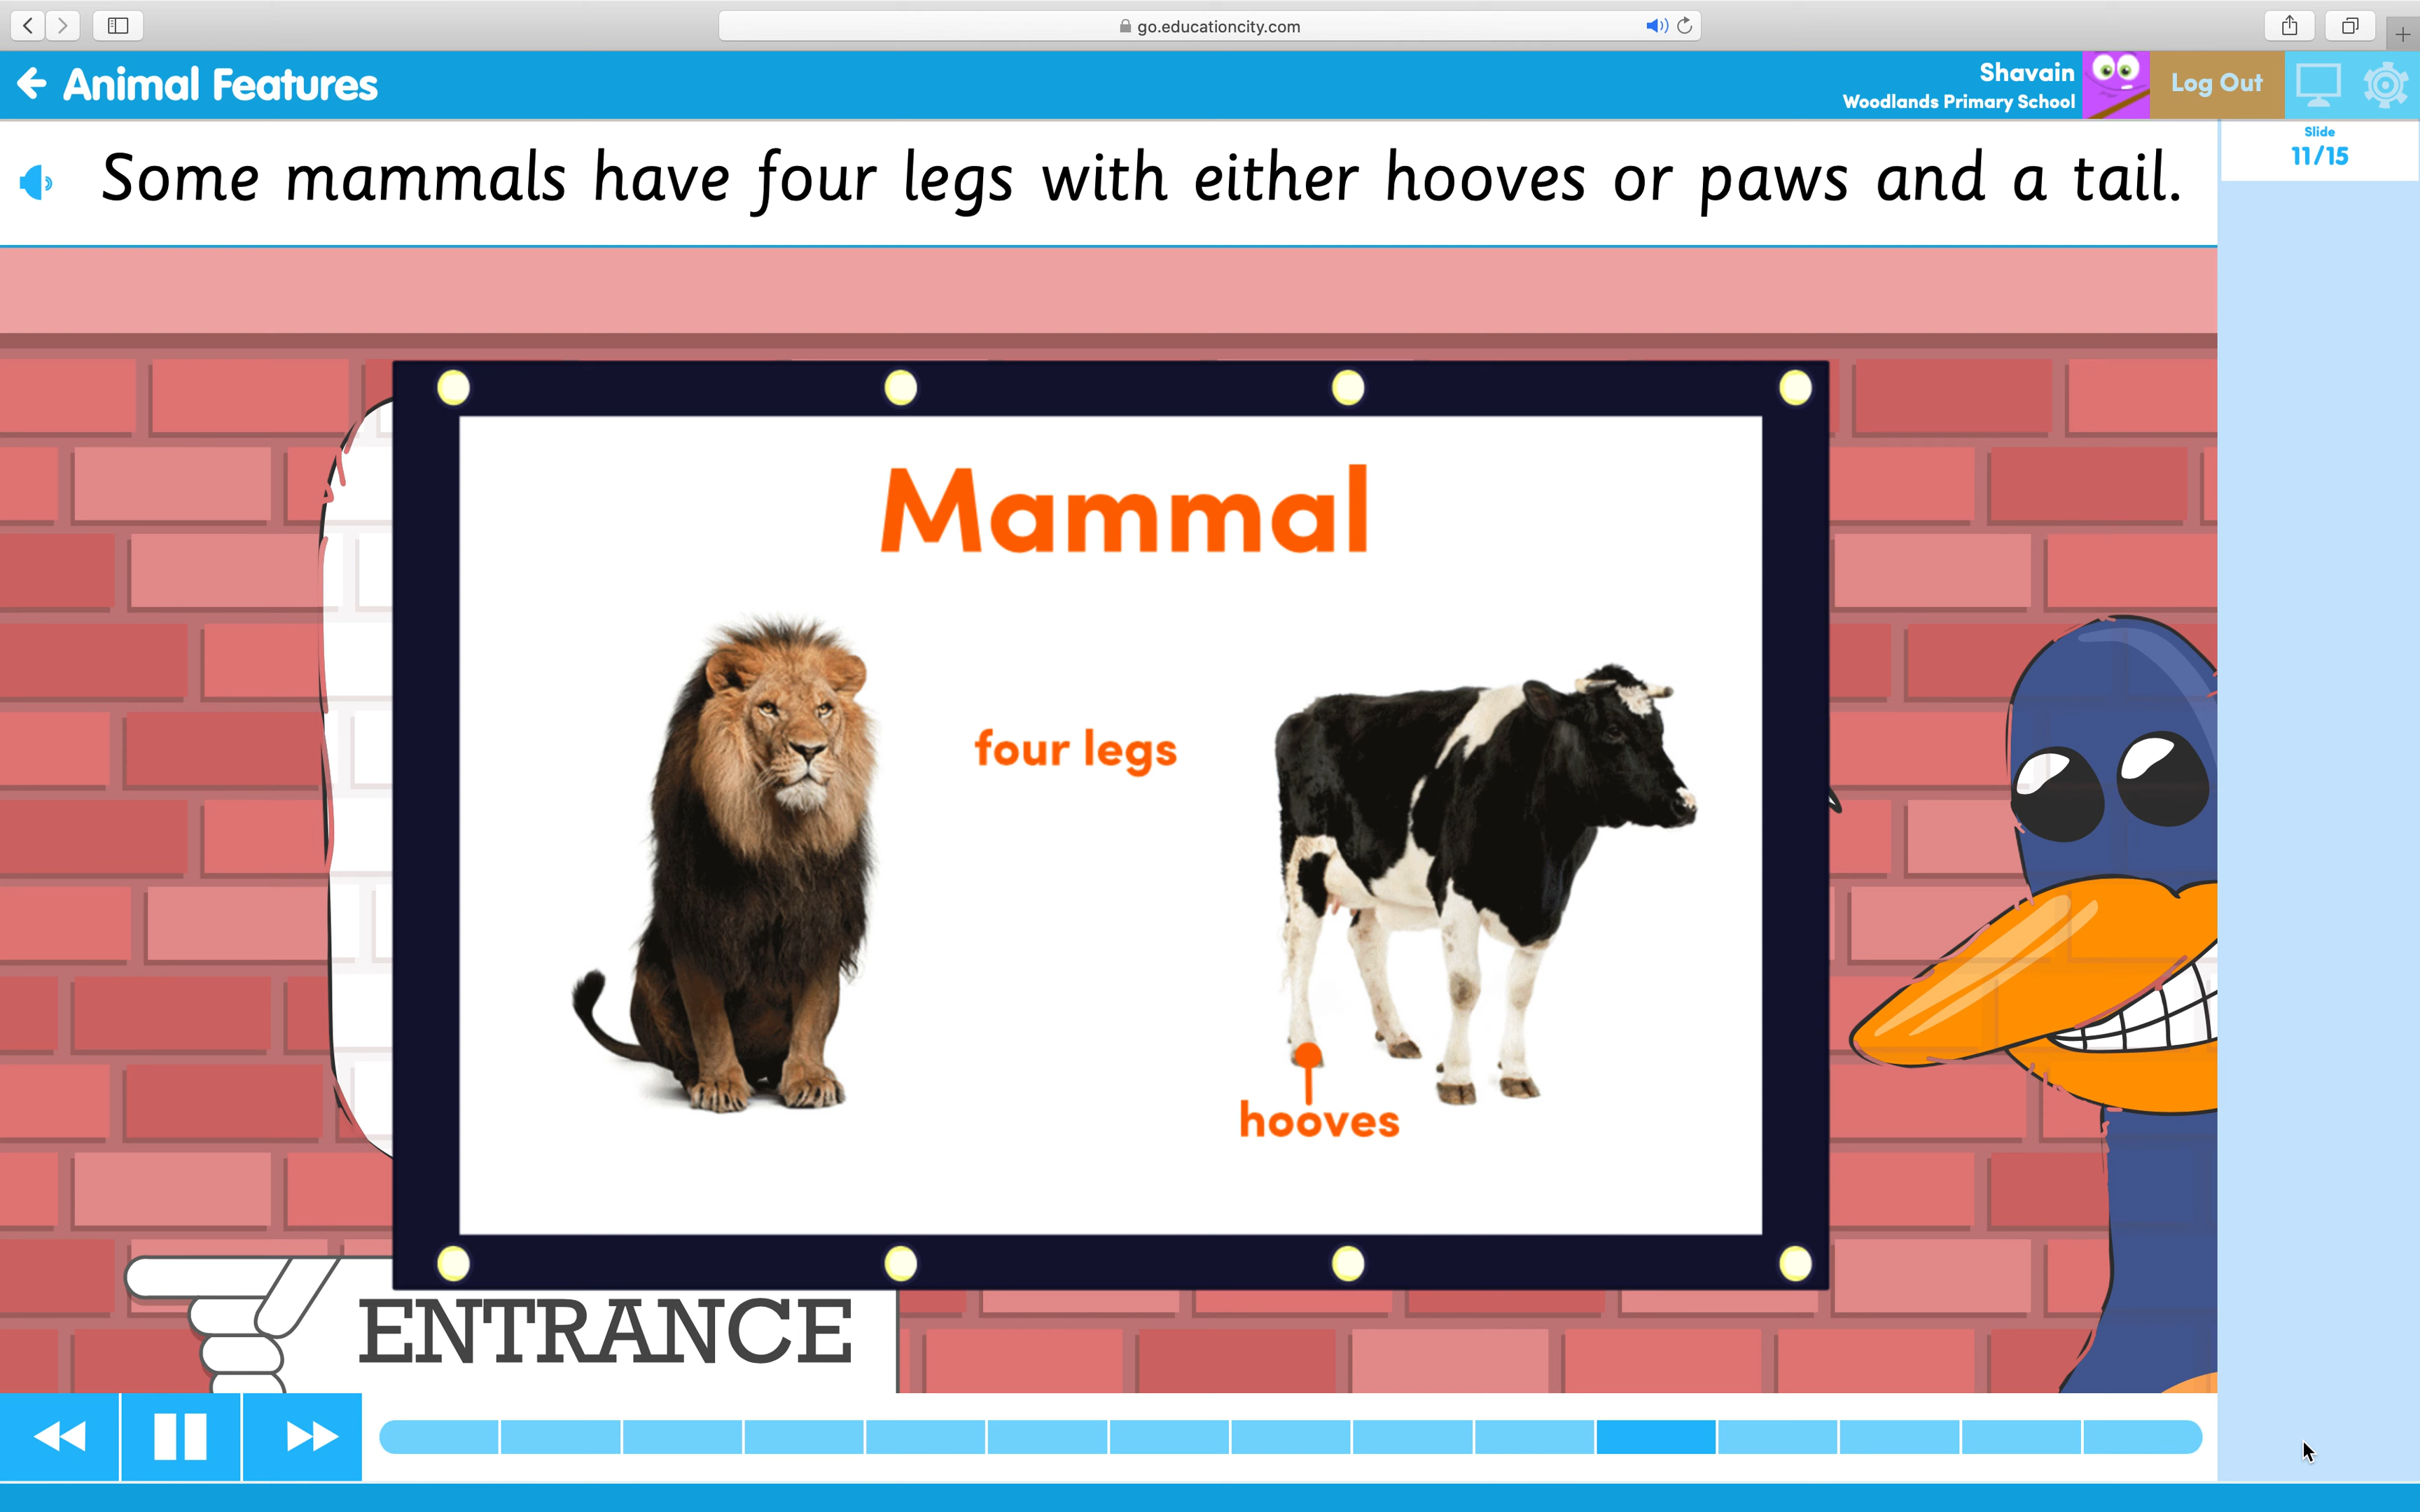 go.educationcity.com
Animal Features
Shavain
Woodlands Primary School
Log Out
Slide
11/15
Some mammals have four legs with either hooves or paws and a tail.
Mammal
four legs
hooves
ENTRANCE